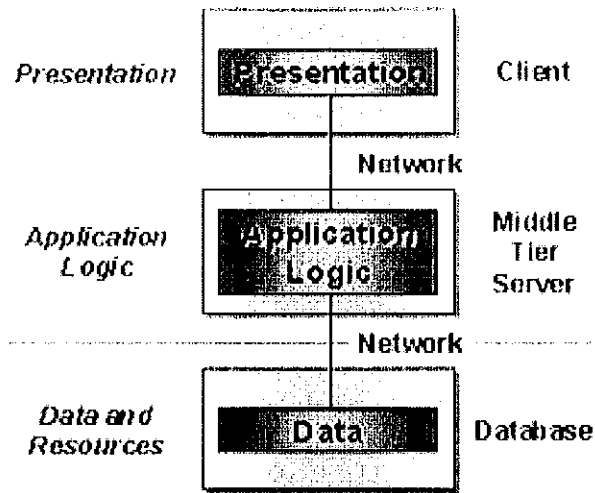 Presentation
Presentation
Client
Network
Application
Logic
Application
Logic
Middle
Tier
Server
Network
Data and
Resources
Data
Database